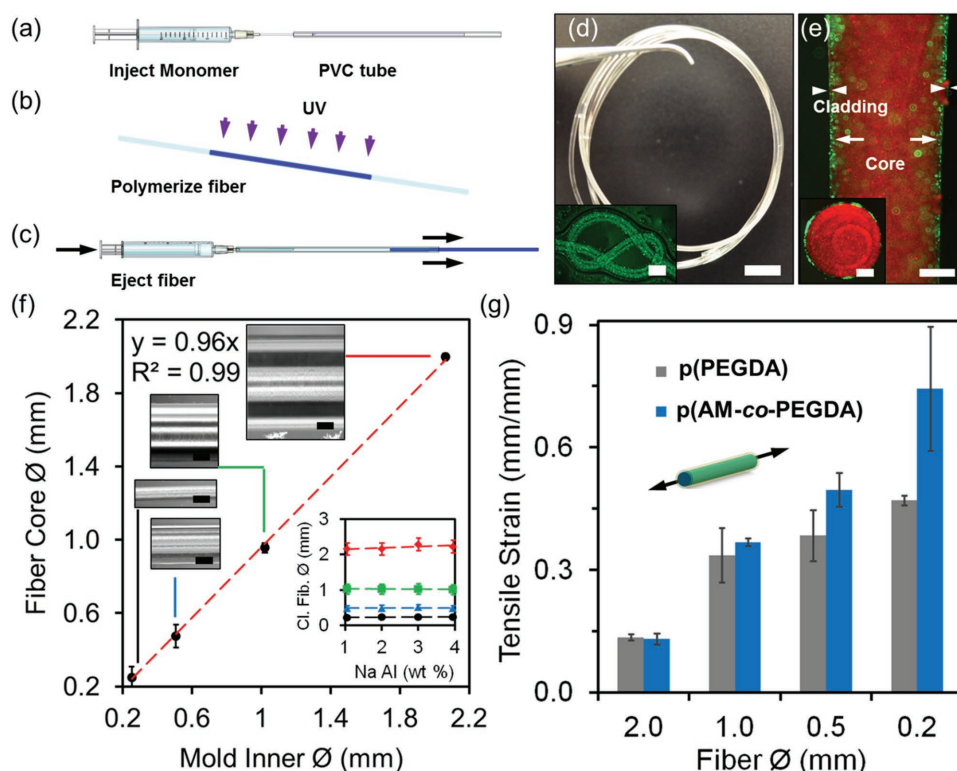 (a)
Inject Monomer
PVC tube
(b)
UV
Polymerize fiber
(c)
Eject fiber
(d)
(e)
Cladding
Core
(f)
Fiber Core Ø (mm)
2.2
1.8
1.4
1.0
0.6
0.2
y = 0.96x
R² = 0.99
Cl. Fib. Ø (mm)
3
2
1
0
1 2 3 4
Na Al (wt %)
0.2 0.6 1 1.4 1.8 2.2
Mold Inner Ø (mm)
(g)
Tensile Strain (mm/mm)
0.9
0.6
0.3
0.0
p(PEGDA)
p(AM-co-PEGDA)
2.0 1.0 0.5 0.2
Fiber Ø (mm)